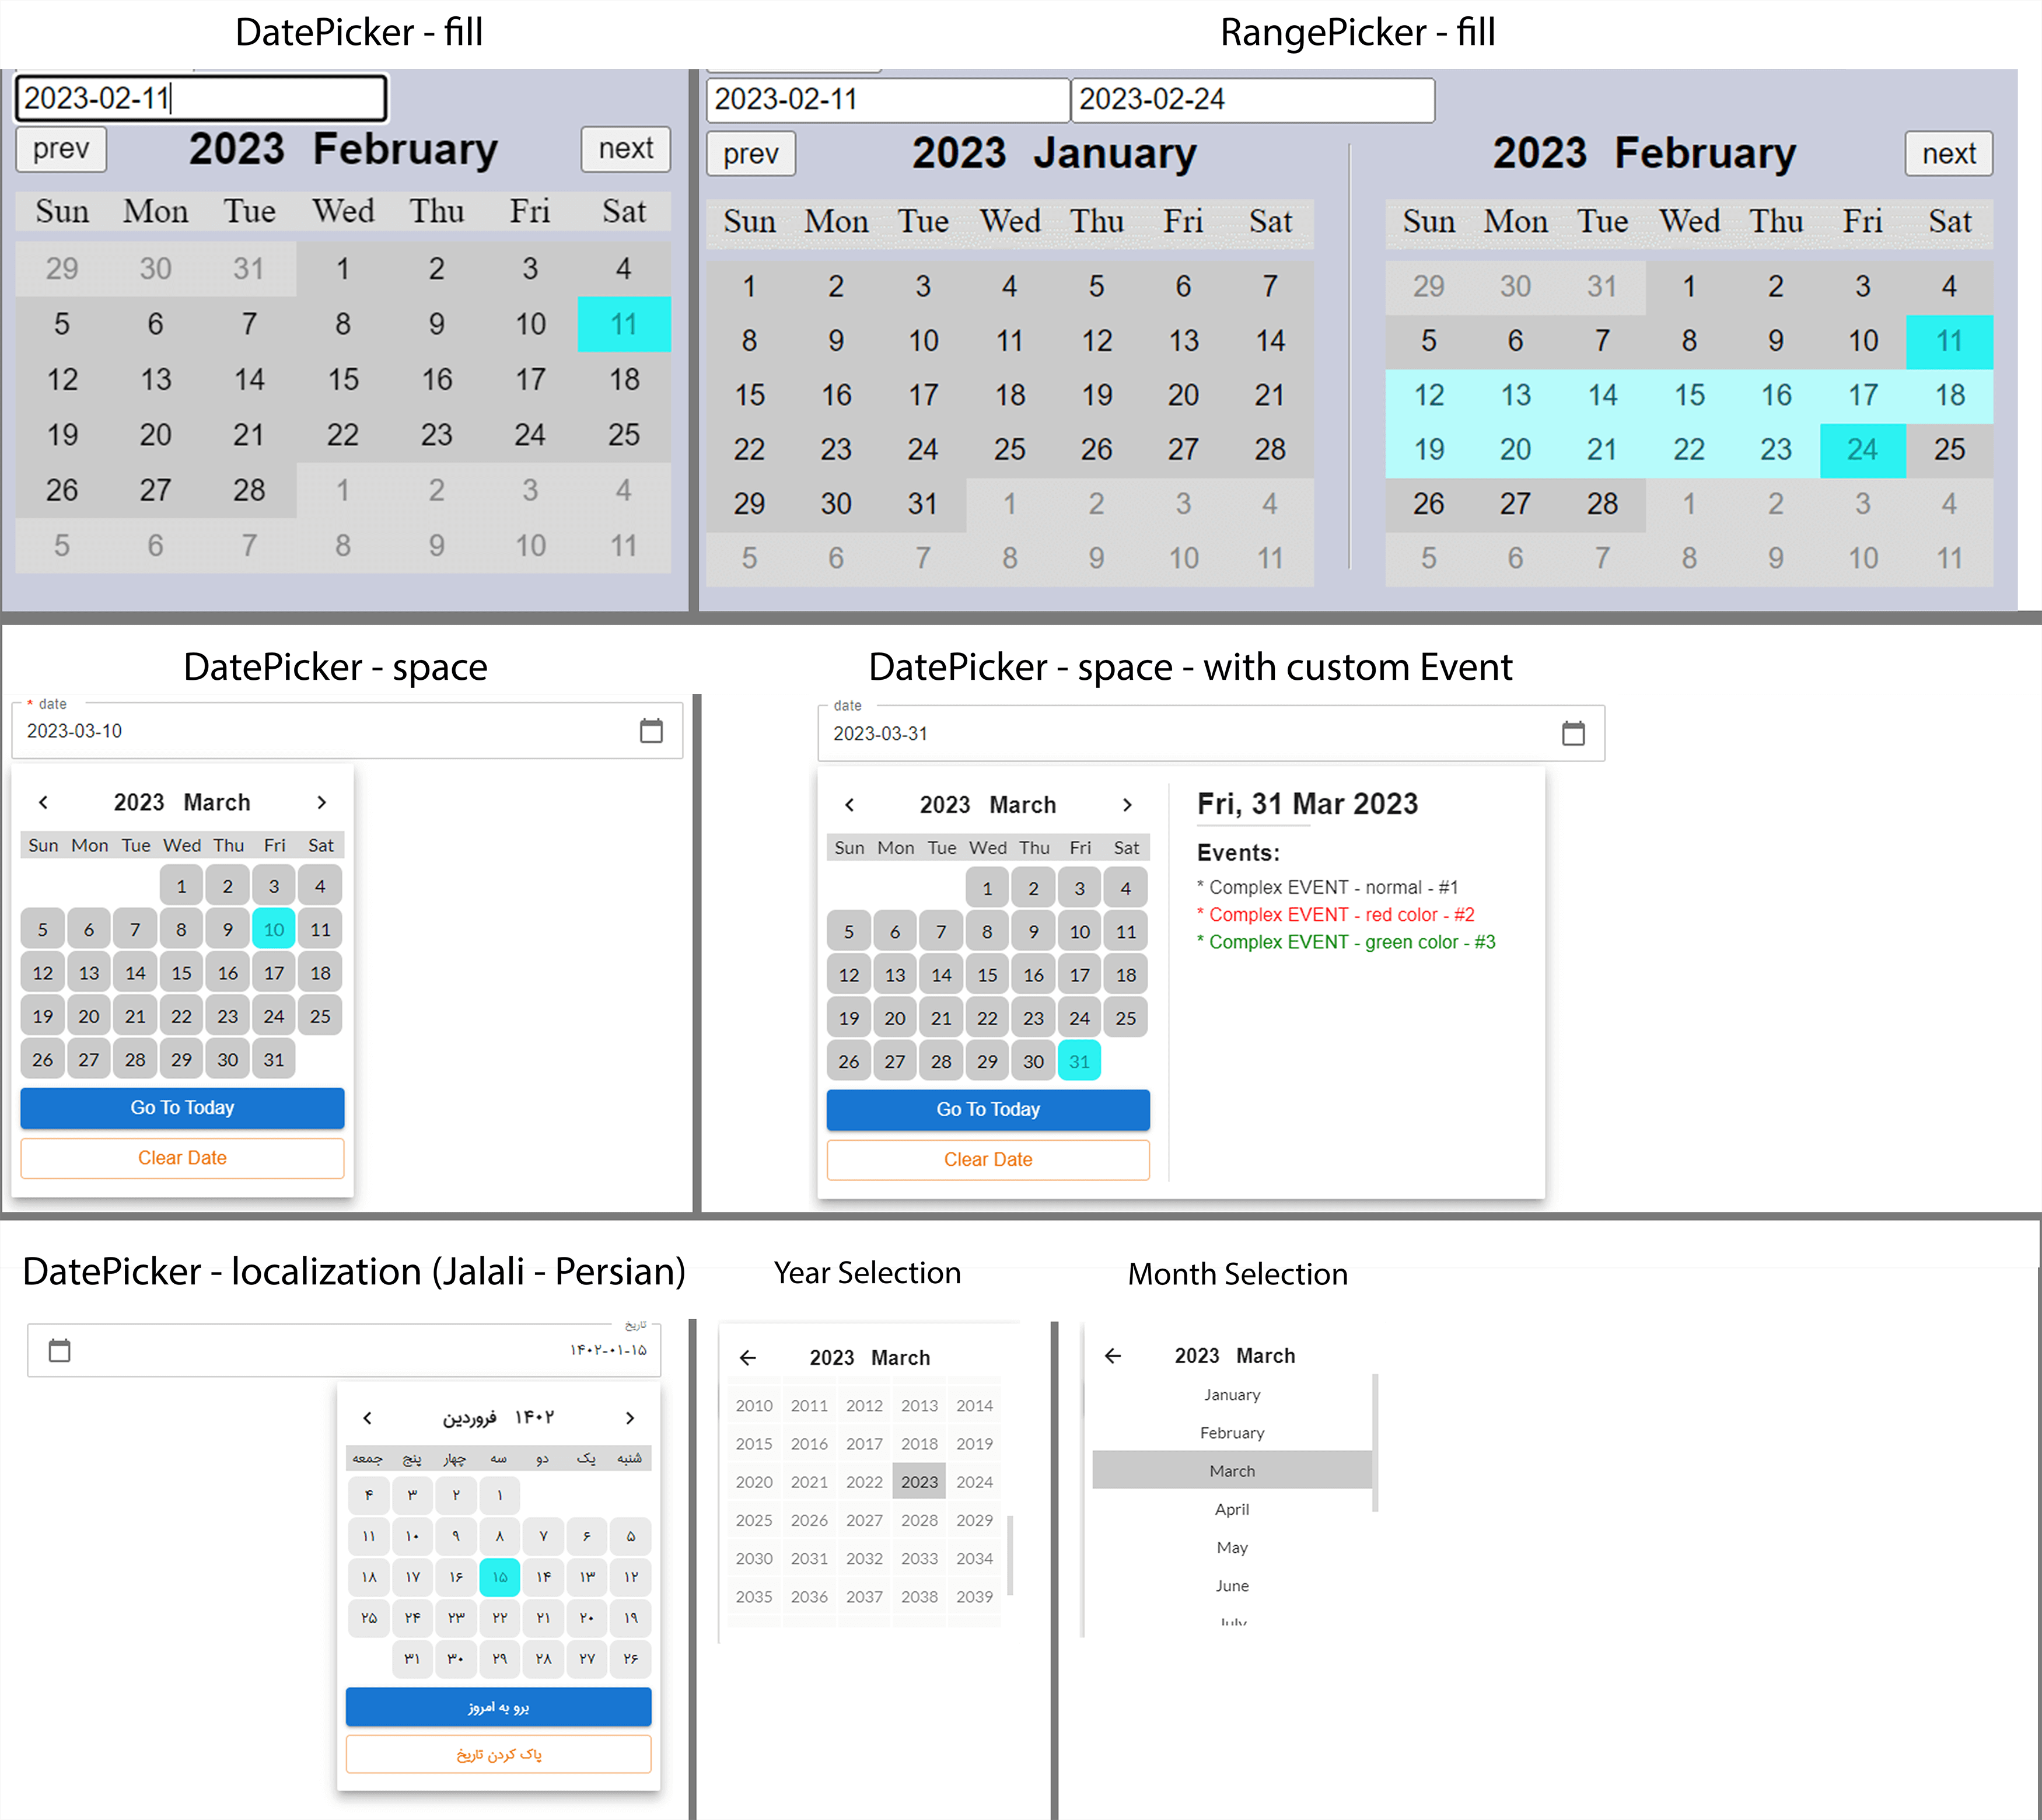 DatePicker - fill
2023-02-11
prev 2023 February next
Sun Mon Tue Wed Thu Fri Sat
29 30 31 1 2 3 4
5 6 7 8 9 10 11
12 13 14 15 16 17 18
19 20 21 22 23 24 25
26 27 28 1 2 3 4
5 6 7 8 9 10 11
RangePicker - fill
2023-02-11 2023-02-24
prev 2023 January
Sun Mon Tue Wed Thu Fri Sat
1 2 3 4 5 6 7
8 9 10 11 12 13 14
15 16 17 18 19 20 21
22 23 24 25 26 27 28
29 30 31 1 2 3 4
5 6 7 8 9 10 11
2023 February next
Sun Mon Tue Wed Thu Fri Sat
29 30 31 1 2 3 4
5 6 7 8 9 10 11
12 13 14 15 16 17 18
19 20 21 22 23 24 25
26 27 28 1 2 3 4
5 6 7 8 9 10 11
DatePicker - space
* date
2023-03-10
2023 March
Sun Mon Tue Wed Thu Fri Sat
1 2 3 4
5 6 7 8 9 10 11
12 13 14 15 16 17 18
19 20 21 22 23 24 25
26 27 28 29 30 31
Go To Today
Clear Date
DatePicker - space - with custom Event
date
2023-03-31
2023 March
Sun Mon Tue Wed Thu Fri Sat
1 2 3 4
5 6 7 8 9 10 11
12 13 14 15 16 17 18
19 20 21 22 23 24 25
26 27 28 29 30 31
Go To Today
Clear Date
Fri, 31 Mar 2023
Events:
* Complex EVENT - normal - #1
* Complex EVENT - red color - #2
* Complex EVENT - green color - #3
DatePicker - localization (Jalali - Persian)
تاریخ
۱۴۰۲-۰۱-۱۵
۱۴۰۲ فروردین
شنبه یک دو سه چهار پنج جمعه
۱ ۲ ۳ ۴
۵ ۶ ۷ ۸ ۹ ۱۰ ۱۱
۱۲ ۱۳ ۱۴ ۱۵ ۱۶ ۱۷ ۱۸
۱۹ ۲۰ ۲۱ ۲۲ ۲۳ ۲۴ ۲۵
۲۶ ۲۷ ۲۸ ۲۹ ۳۰ ۳۱
برو به امروز
پاک کردن تاریخ
Year Selection
2023 March
2010 2011 2012 2013 2014
2015 2016 2017 2018 2019
2020 2021 2022 2023 2024
2025 2026 2027 2028 2029
2030 2031 2032 2033 2034
2035 2036 2037 2038 2039
Month Selection
2023 March
January
February
March
April
May
June
July